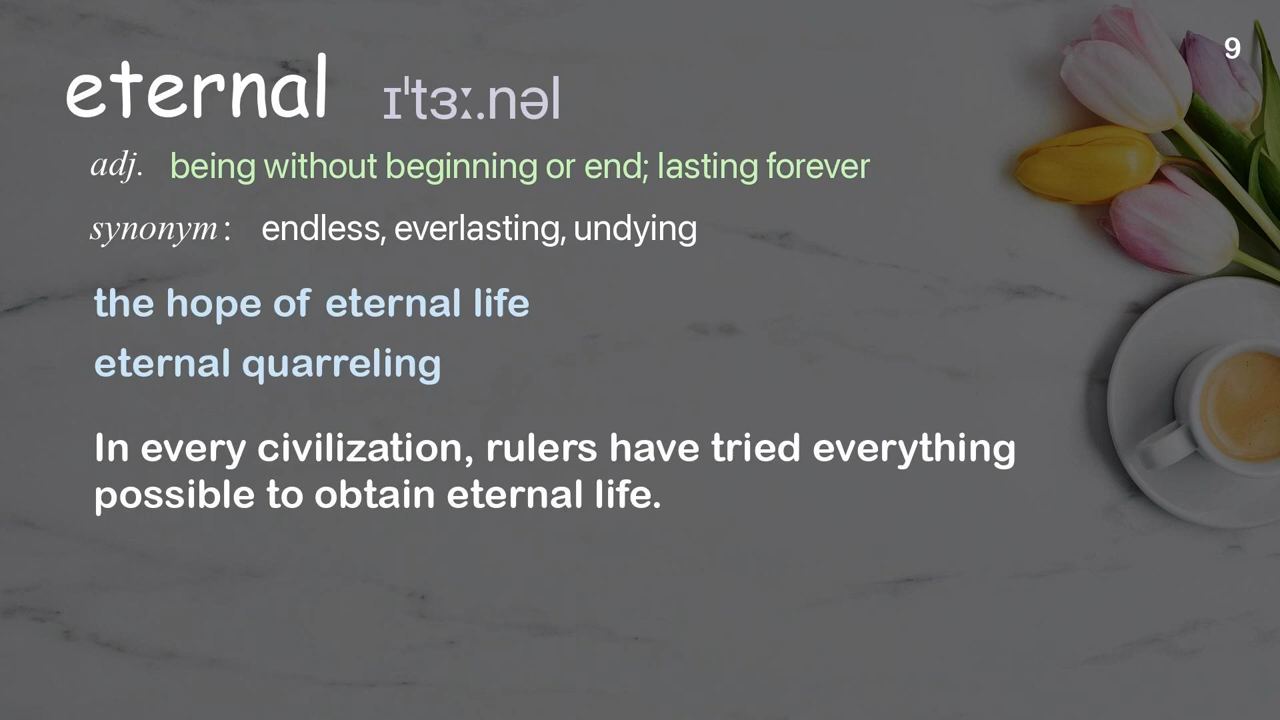 9
eternal ɪˈtɜː.nəl
adj. being without beginning or end; lasting forever
synonym: endless, everlasting, undying
the hope of eternal life
eternal quarreling
In every civilization, rulers have tried everything
possible to obtain eternal life.